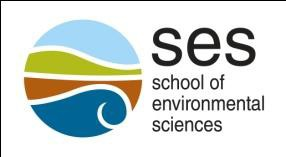 ses
school of
environmental
sciences